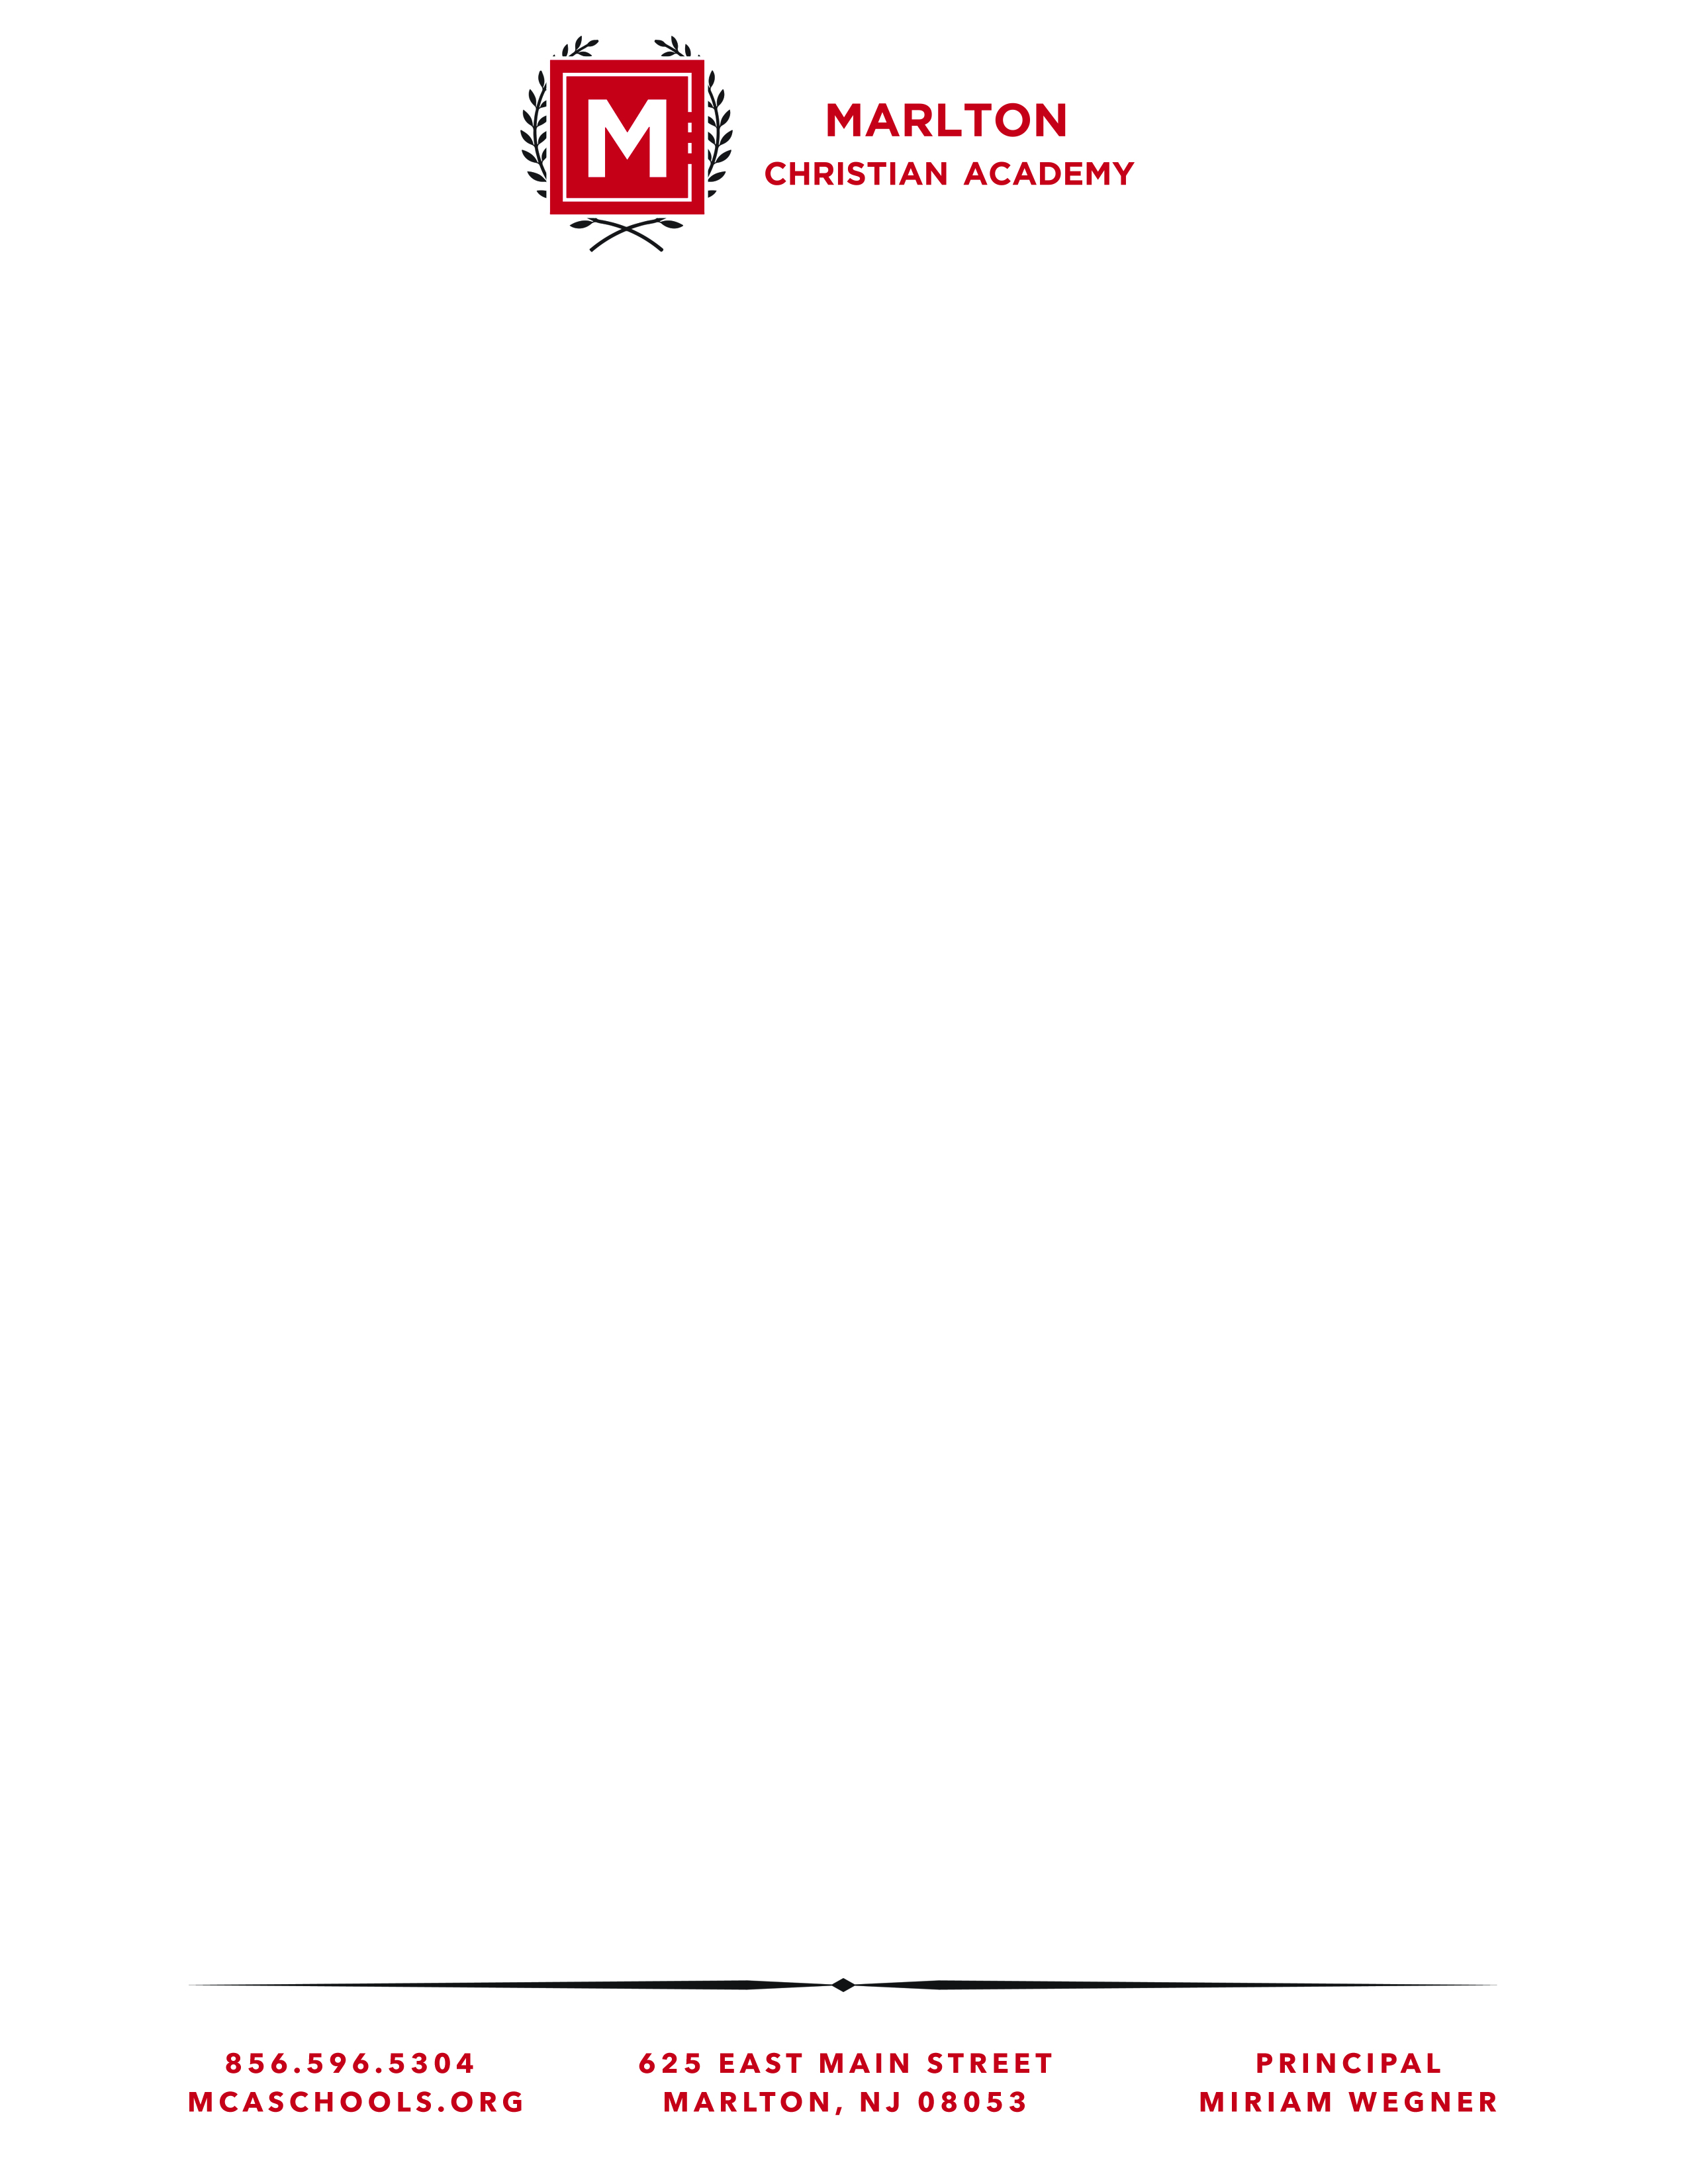 M
MARLTON
CHRISTIAN ACADEMY
856.596.5304
MCASCHOOLS.ORG
625 EAST MAIN STREET
MARLTON, NJ 08053
PRINCIPAL
MIRIAM WEGNER